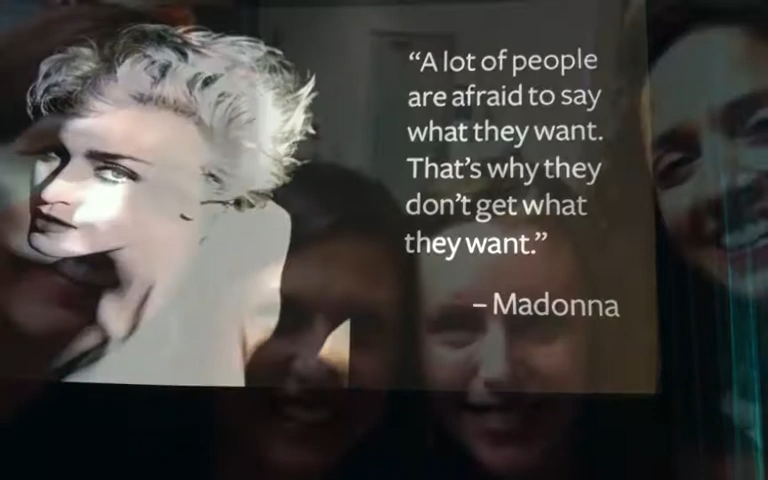 “A lot of people
are afraid to say
what they want.
That’s why they
don’t get what
they want.”
– Madonna